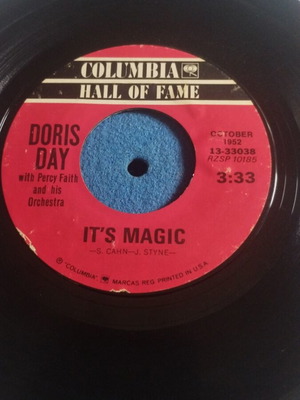 COLUMBIA
HALL OF FAME
DORIS
DAY
with Percy Faith
and his
Orchestra
OCTOBER
1952
13-33038
RZSP 10185
3:33
IT'S MAGIC
—S. CAHN—J. STYNE—
Ⓟ "COLUMBIA" MARCAS REG. PRINTED IN U.S.A.